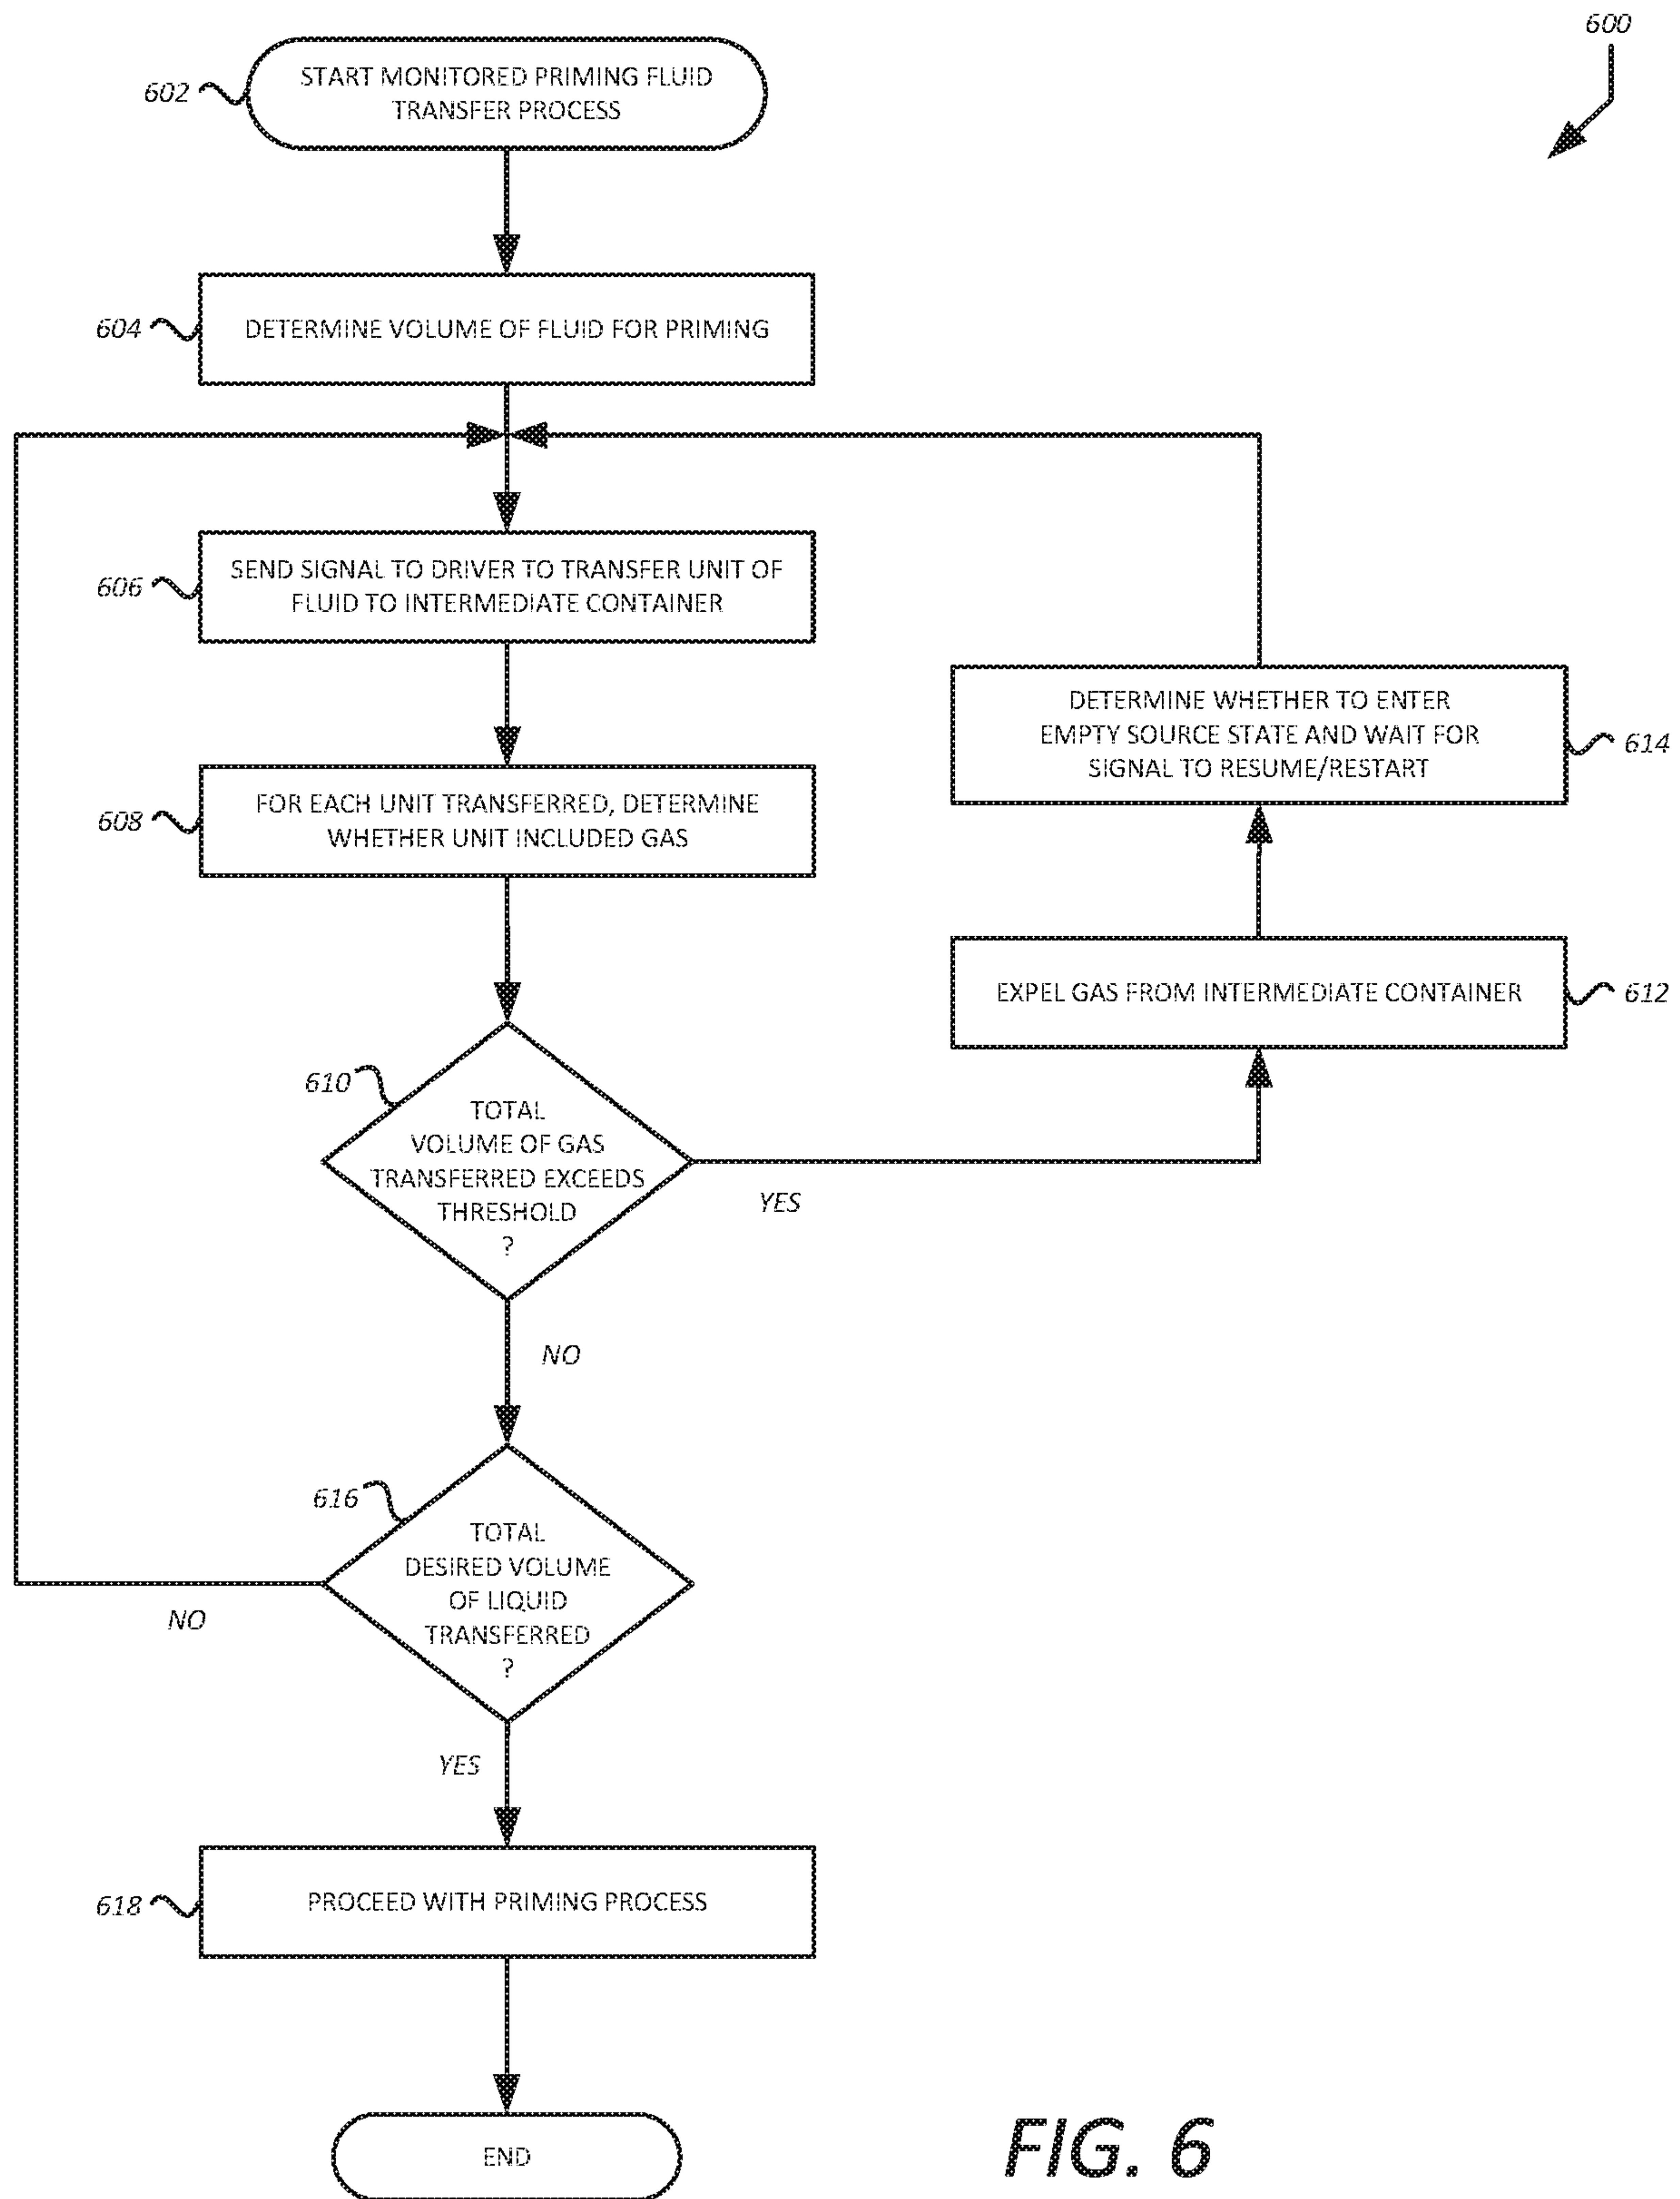 600
602
START MONITORED PRIMING FLUID
TRANSFER PROCESS
604
DETERMINE VOLUME OF FLUID FOR PRIMING
606
SEND SIGNAL TO DRIVER TO TRANSFER UNIT OF
FLUID TO INTERMEDIATE CONTAINER
608
FOR EACH UNIT TRANSFERRED, DETERMINE
WHETHER UNIT INCLUDED GAS
610
TOTAL
VOLUME OF GAS
TRANSFERRED EXCEEDS
THRESHOLD
?
YES
EXPEL GAS FROM INTERMEDIATE CONTAINER
612
DETERMINE WHETHER TO ENTER
EMPTY SOURCE STATE AND WAIT FOR
SIGNAL TO RESUME/RESTART
614
NO
616
TOTAL
DESIRED VOLUME
OF LIQUID
TRANSFERRED
?
NO
YES
618
PROCEED WITH PRIMING PROCESS
END
FIG. 6